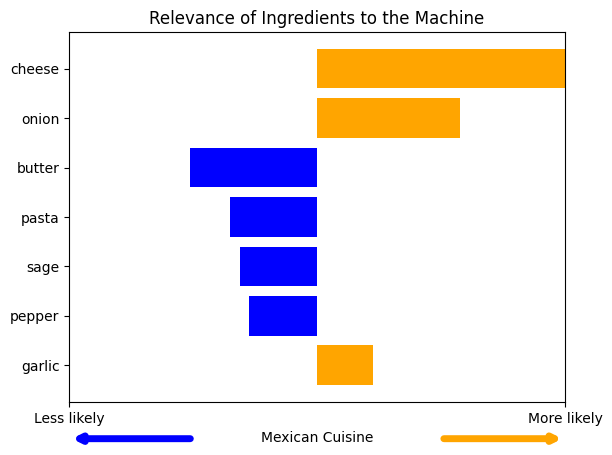 Relevance of Ingredients to the Machine
cheese
onion
butter
pasta
sage
pepper
garlic
Less likely
More likely
Mexican Cuisine